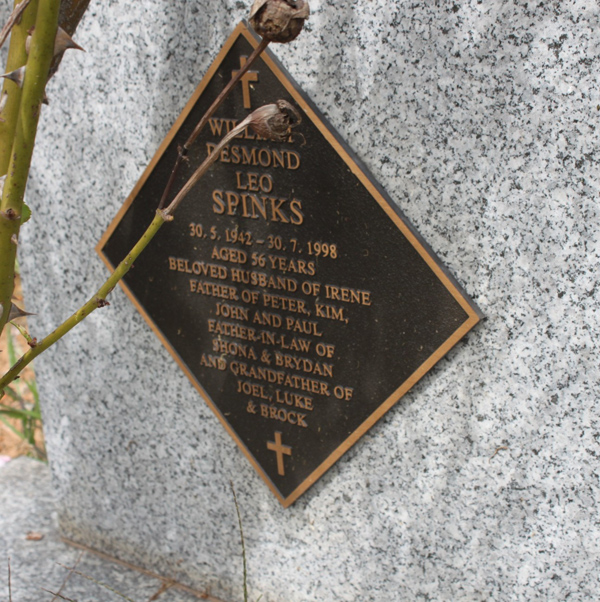 WILLIAM
DESMOND
LEO
SPINKS
30. 5. 1942 – 30. 7. 1998
AGED 56 YEARS
BELOVED HUSBAND OF IRENE
FATHER OF PETER, KIM,
JOHN AND PAUL
FATHER-IN-LAW OF
SHONA & BRYDAN
AND GRANDFATHER OF
JOEL, LUKE
& BROCK